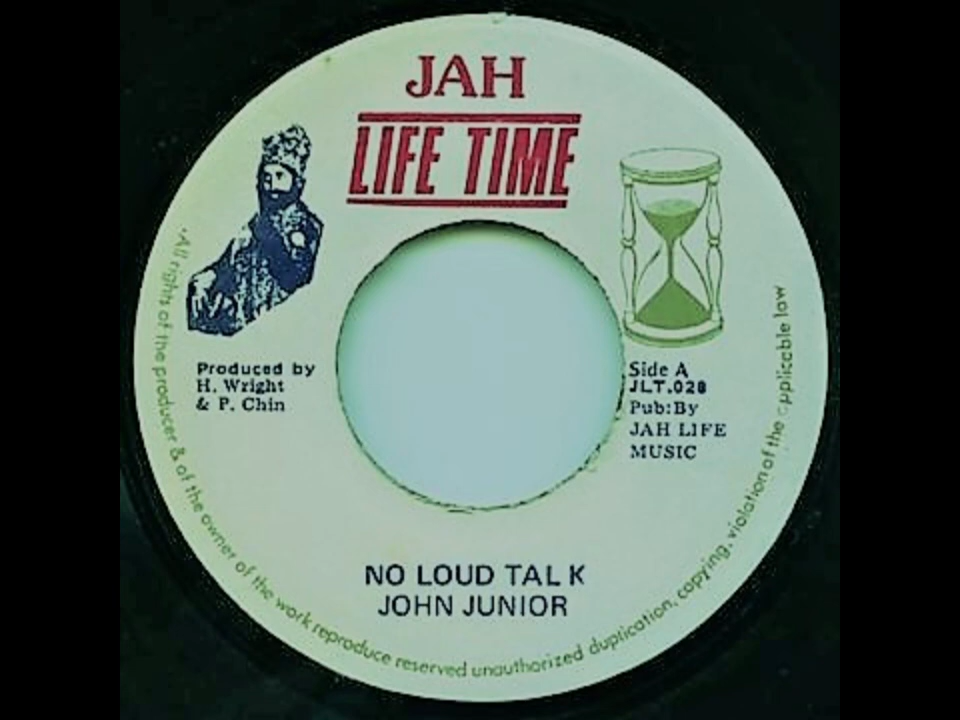 JAH
LIFE TIME
Produced by
H. Wright
& P. Chin
Side A
JLT.028
Pub:By
JAH LIFE
MUSIC
NO LOUD TAL K
JOHN JUNIOR
All rights of the producer & of the owner of the work reproduce reserved unauthorized duplication, copying, violation of the applicable law